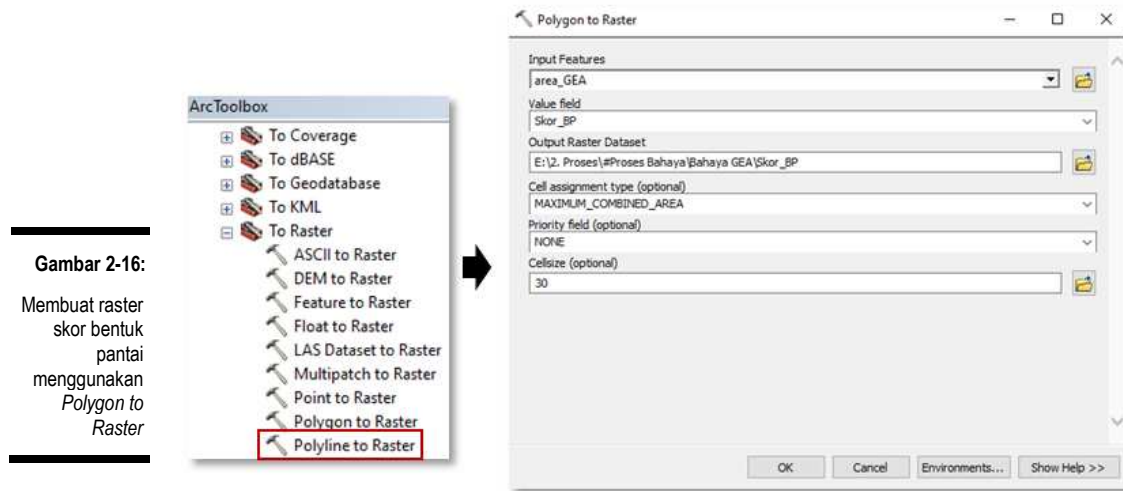 Gambar 2-16:
Membuat raster
skor bentuk
pantai
menggunakan
Polygon to
Raster
ArcToolbox
To Coverage
To dBASE
To Geodatabase
To KML
To Raster
ASCII to Raster
DEM to Raster
Feature to Raster
Float to Raster
LAS Dataset to Raster
Multipatch to Raster
Point to Raster
Polygon to Raster
Polyline to Raster
Polygon to Raster
Input Features
area_GEA
Value field
Skor_BP
Output Raster Dataset
E:\2. Proses\#Proses Bahaya\Bahaya GEA\Skor_BP
Cell assignment type (optional)
MAXIMUM_COMBINED_AREA
Priority field (optional)
NONE
Cellsize (optional)
30
OK Cancel Environments... Show Help >>